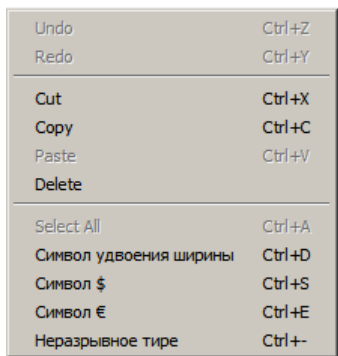 Undo Ctrl+Z
Redo Ctrl+Y
Cut Ctrl+X
Copy Ctrl+C
Paste Ctrl+V
Delete
Select All Ctrl+A
Символ удвоения ширины Ctrl+D
Символ $ Ctrl+S
Символ € Ctrl+E
Неразрывное тире Ctrl+-